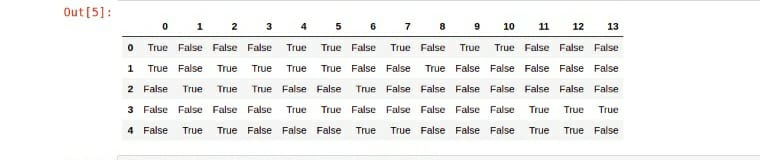 Out[5]:
0 1 2 3 4 5 6 7 8 9 10 11 12 13
0 True False False False True True False True False True True False False False
1 True False True True True True False False True False False False False False
2 False True True True False False True False False False False False False False
3 False False False False True True False False False False False True True True
4 False True True False False False True True False False False True True False